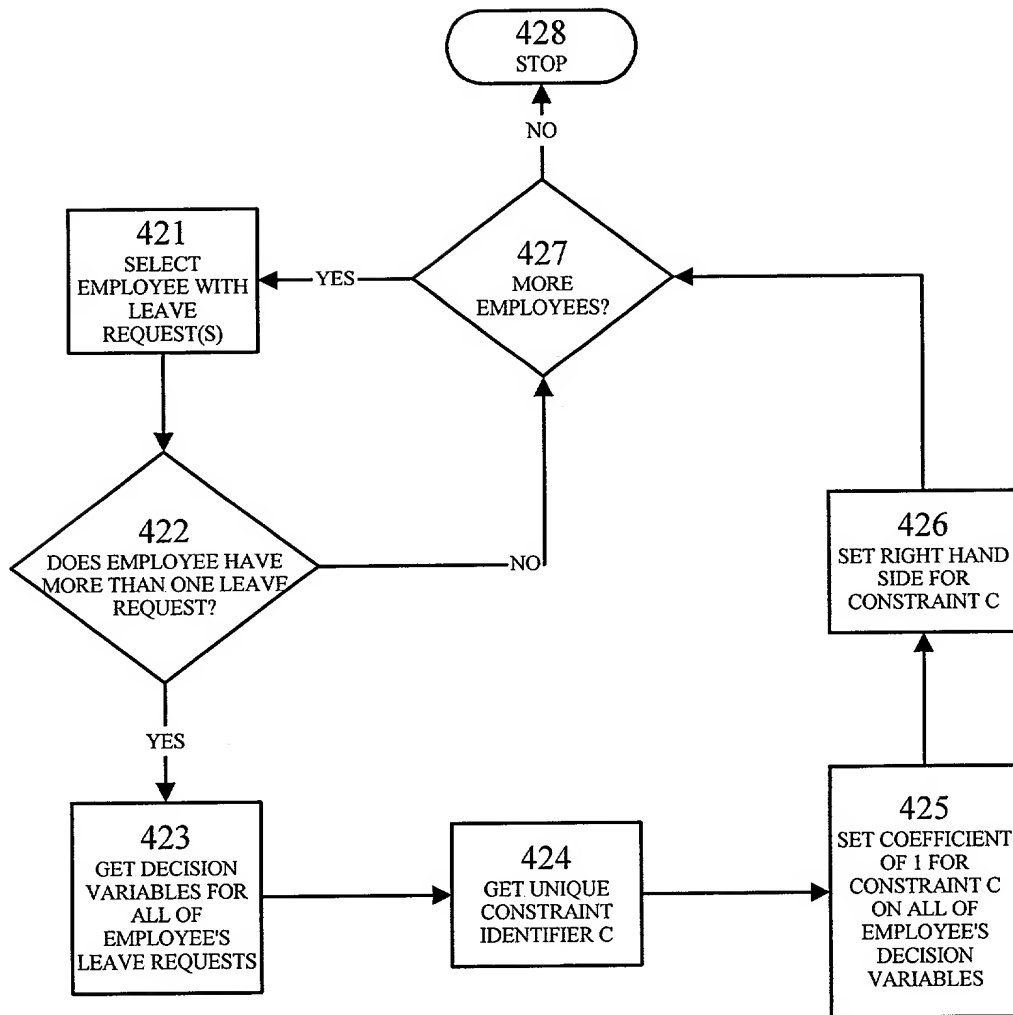 428
STOP
NO
427
MORE
EMPLOYEES?
YES
421
SELECT
EMPLOYEE WITH
LEAVE
REQUEST(S)
422
DOES EMPLOYEE HAVE
MORE THAN ONE LEAVE
REQUEST?
NO
YES
423
GET DECISION
VARIABLES FOR
ALL OF
EMPLOYEE'S
LEAVE REQUESTS
424
GET UNIQUE
CONSTRAINT
IDENTIFIER C
425
SET COEFFICIENT
OF 1 FOR
CONSTRAINT C
ON ALL OF
EMPLOYEE'S
DECISION
VARIABLES
426
SET RIGHT HAND
SIDE FOR
CONSTRAINT C